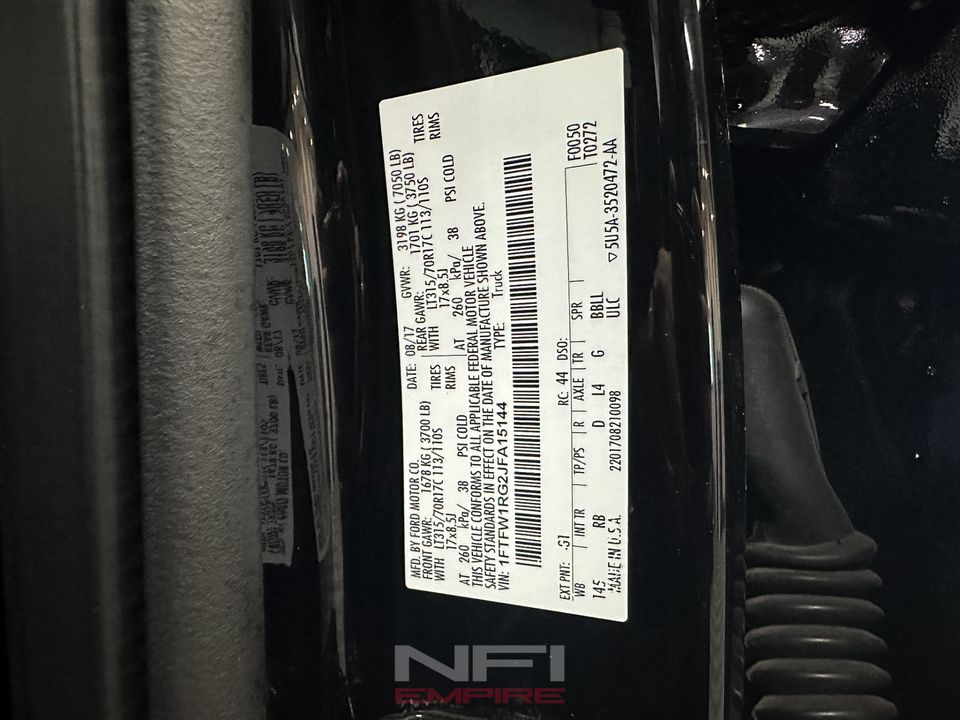 MFD. BY FORD MOTOR CO.
DATE: 08/17 GVWR: 3198 KG ( 7050 LB)
FRONT GAWR: 1678 KG ( 3700 LB) REAR GAWR: 1701 KG ( 3750 LB)
WITH LT315/70R17C 113/110S TIRES WITH LT315/70R17C 113/110S TIRES
17x8.5J RIMS 17x8.5J RIMS
AT 260 kPa/ 38 PSI COLD AT 260 kPa/ 38 PSI COLD
THIS VEHICLE CONFORMS TO ALL APPLICABLE FEDERAL MOTOR VEHICLE
SAFETY STANDARDS IN EFFECT ON THE DATE OF MANUFACTURE SHOWN ABOVE.
VIN: 1FTFW1RG2JFA15144 TYPE: Truck
EXT PNT: .G1 RC: 44 DSO: F0050
WB INT TR TP/PS R AXLE TR SPR T0272
145 RB D L4 G BBLL
MADE IN U.S.A. 2201708210098 ULC ▽5U5A-3520472-AA
NFI
EMPIRE